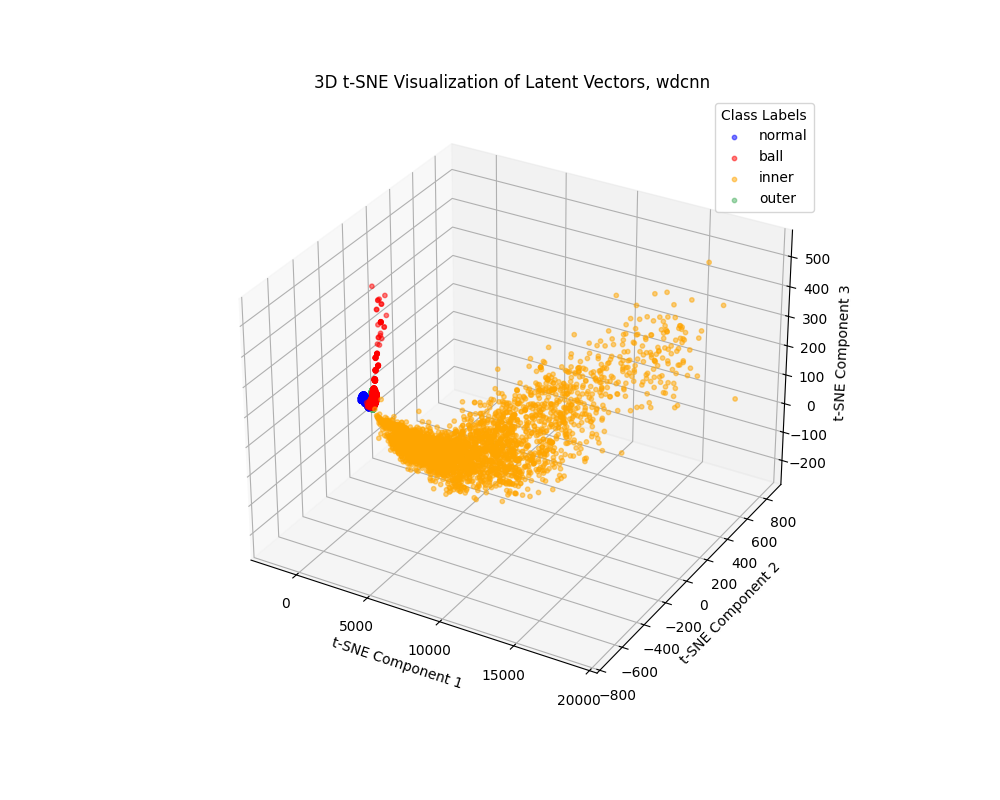 3D t-SNE Visualization of Latent Vectors, wdcnn
Class Labels
normal
ball
inner
outer
500
400
300
200
100
0
−100
−200
t-SNE Component 3
800
600
400
200
0
−200
−400
−600
−800
t-SNE Component 2
0
5000
10000
15000
20000
t-SNE Component 1